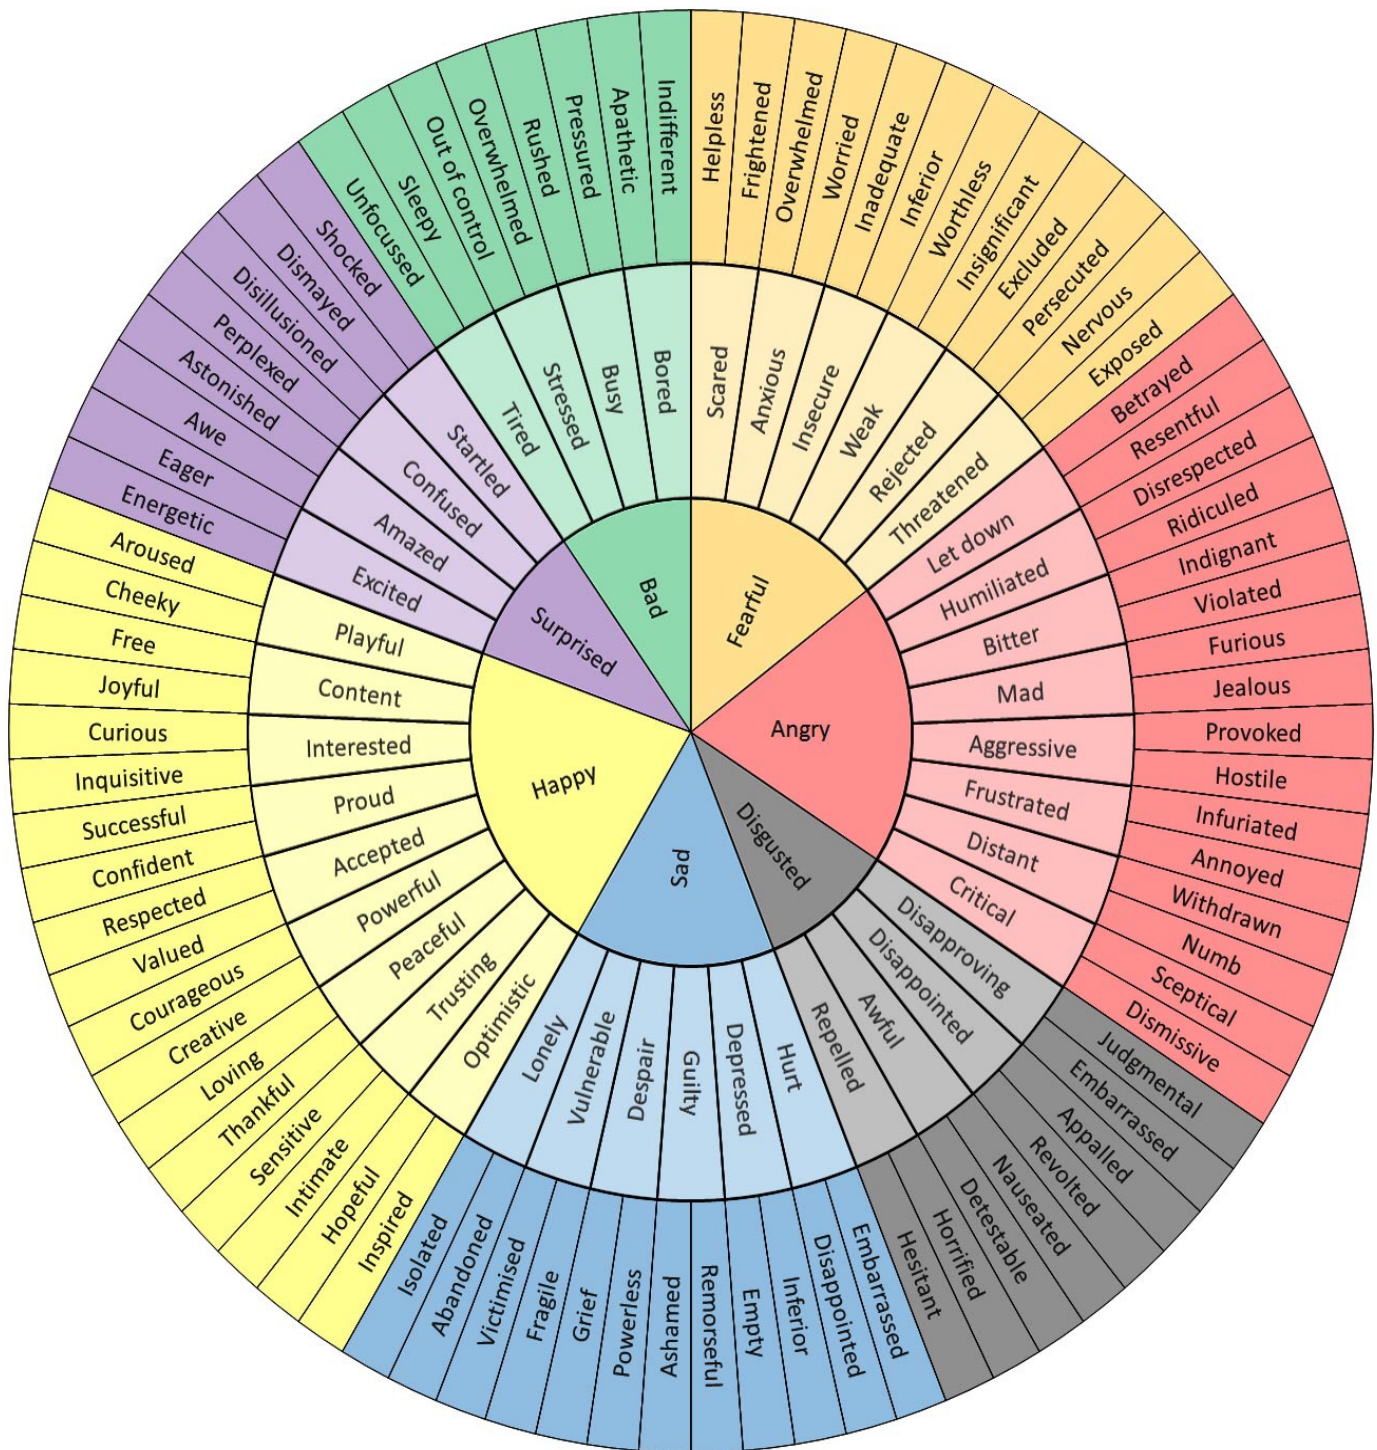 Fearful
Angry
Disgusted
Sad
Happy
Surprised
Bad
Scared
Anxious
Insecure
Weak
Rejected
Threatened
Let down
Humiliated
Bitter
Mad
Aggressive
Frustrated
Distant
Critical
Disapproving
Disappointed
Awful
Repelled
Hurt
Depressed
Guilty
Despair
Vulnerable
Lonely
Optimistic
Trusting
Peaceful
Powerful
Accepted
Proud
Interested
Content
Playful
Excited
Amazed
Confused
Startled
Tired
Stressed
Busy
Bored
Helpless
Frightened
Overwhelmed
Worried
Inadequate
Inferior
Worthless
Insignificant
Excluded
Persecuted
Nervous
Exposed
Betrayed
Resentful
Disrespected
Ridiculed
Indignant
Violated
Furious
Jealous
Provoked
Hostile
Infuriated
Annoyed
Withdrawn
Numb
Sceptical
Dismissive
Judgmental
Embarrassed
Appalled
Revolted
Nauseated
Detestable
Horrified
Hesitant
Embarrassed
Disappointed
Inferior
Empty
Remorseful
Ashamed
Powerless
Grief
Fragile
Victimised
Abandoned
Isolated
Inspired
Hopeful
Intimate
Sensitive
Thankful
Loving
Creative
Courageous
Valued
Respected
Confident
Successful
Inquisitive
Curious
Joyful
Free
Cheeky
Aroused
Energetic
Eager
Awe
Astonished
Perplexed
Disillusioned
Dismayed
Shocked
Unfocussed
Sleepy
Out of control
Overwhelmed
Rushed
Pressured
Apathetic
Indifferent